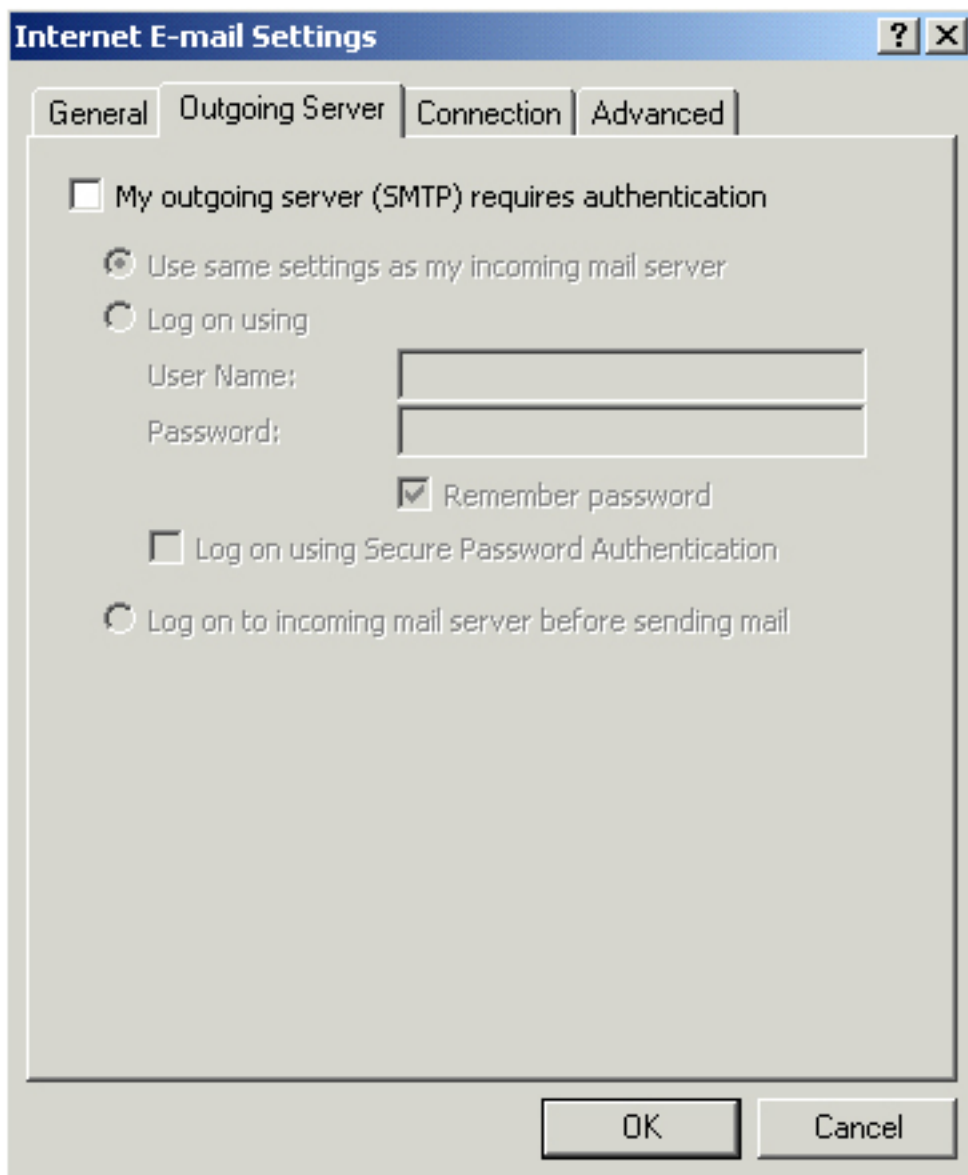 Internet E-mail Settings
General Outgoing Server Connection Advanced
My outgoing server (SMTP) requires authentication
Use same settings as my incoming mail server
Log on using
User Name:
Password:
Remember password
Log on using Secure Password Authentication
Log on to incoming mail server before sending mail
OK Cancel